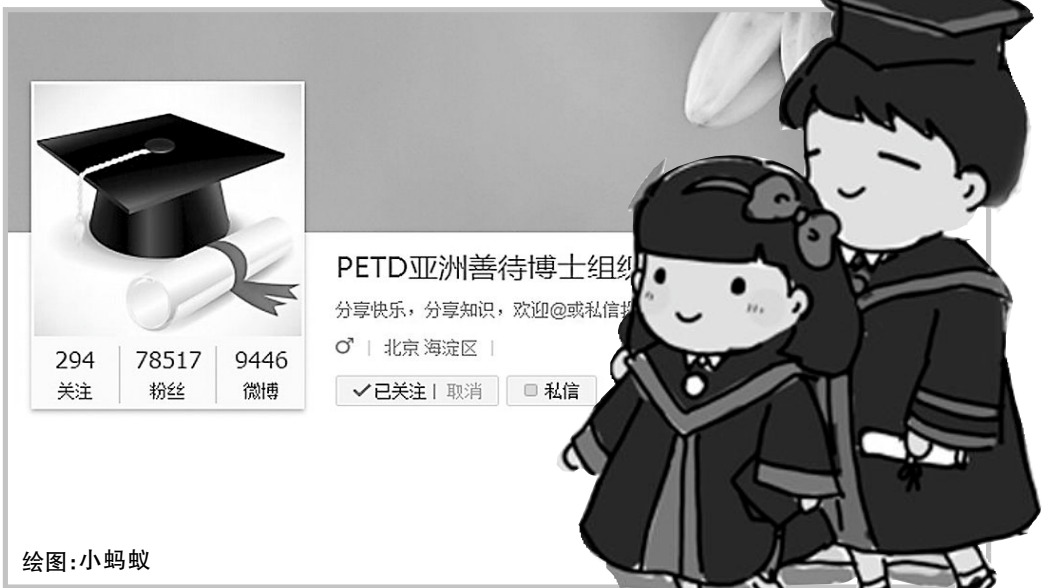 PETD亚洲善待博士组织
分享快乐，分享知识，欢迎@或私信
♂ | 北京 海淀区 |
294 78517 9446
关注 粉丝 微博
✓已关注 | 取消 私信
绘图:小蚂蚁